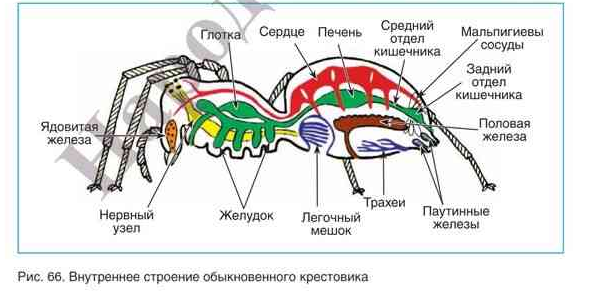 Глотка
Сердце
Печень
Средний
отдел
кишечника
Мальпигиевы
сосуды
Задний
отдел
кишечника
Ядовитая
железа
Половая
железа
Нервный
узел
Желудок
Легочный
мешок
Трахеи
Паутинные
железы
Рис. 66. Внутреннее строение обыкновенного крестовика